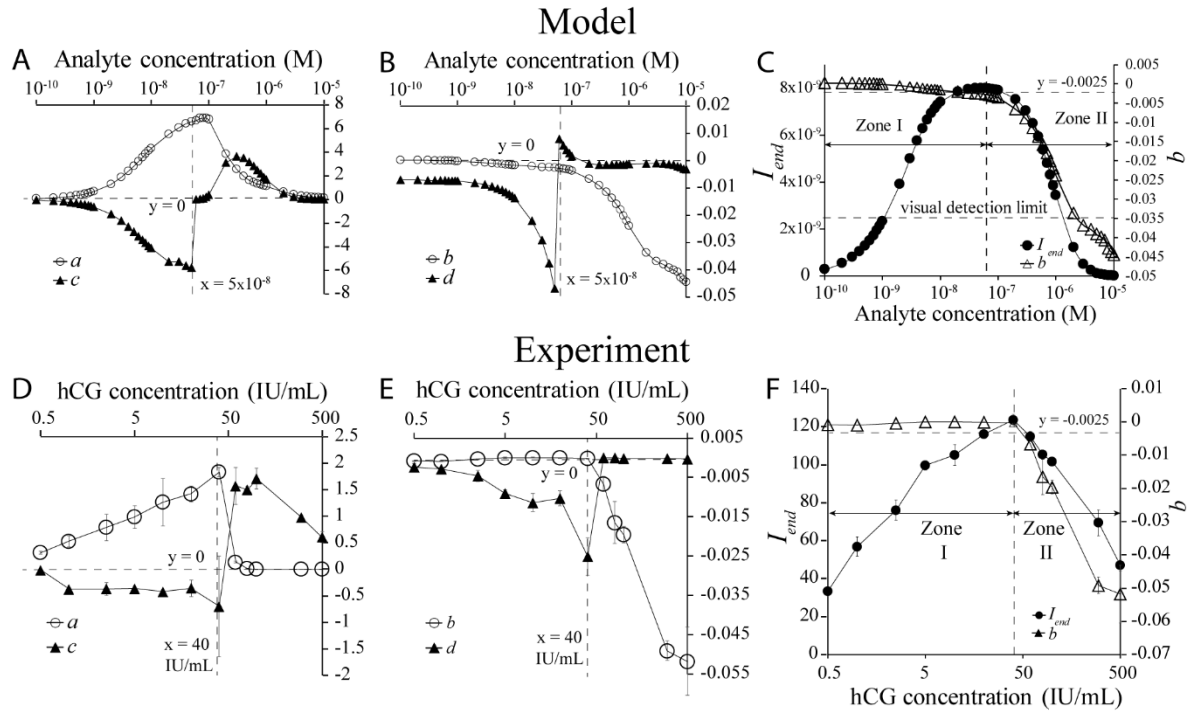 Model
A
Analyte concentration (M)
10⁻¹⁰ 10⁻⁹ 10⁻⁸ 10⁻⁷ 10⁻⁶ 10⁻⁵
8
6
4
2
0
-2
-4
-6
-8
y = 0
a
c
x = 5x10⁻⁸
B
Analyte concentration (M)
10⁻¹⁰ 10⁻⁹ 10⁻⁸ 10⁻⁷ 10⁻⁶ 10⁻⁵
0.02
0.01
0
-0.01
-0.02
-0.03
-0.04
-0.05
y = 0
b
d
x = 5x10⁻⁸
C
8x10⁻⁹
6x10⁻⁹
4x10⁻⁹
2x10⁻⁹
0
I end
0.005
0
-0.005
-0.01
-0.015
-0.02
-0.025
-0.03
-0.035
-0.04
-0.045
-0.05
b
y = -0.0025
Zone I
Zone II
visual detection limit
I end
b end
10⁻¹⁰ 10⁻⁹ 10⁻⁸ 10⁻⁷ 10⁻⁶ 10⁻⁵
Analyte concentration (M)
Experiment
D
hCG concentration (IU/mL)
0.5 5 50 500
2.5
2
1.5
1
0.5
0
-0.5
-1
-1.5
-2
y = 0
a
c
x = 40
IU/mL
E
hCG concentration (IU/mL)
0.5 5 50 500
0.005
0.000
-0.005
-0.015
-0.025
-0.035
-0.045
-0.055
y = 0
b
d
x = 40
IU/mL
F
140
120
100
80
60
40
20
0
I end
0.01
0
-0.01
-0.02
-0.03
-0.04
-0.05
-0.06
-0.07
b
y = -0.0025
Zone
I
Zone
II
I end
b
0.5 5 50 500
hCG concentration (IU/mL)